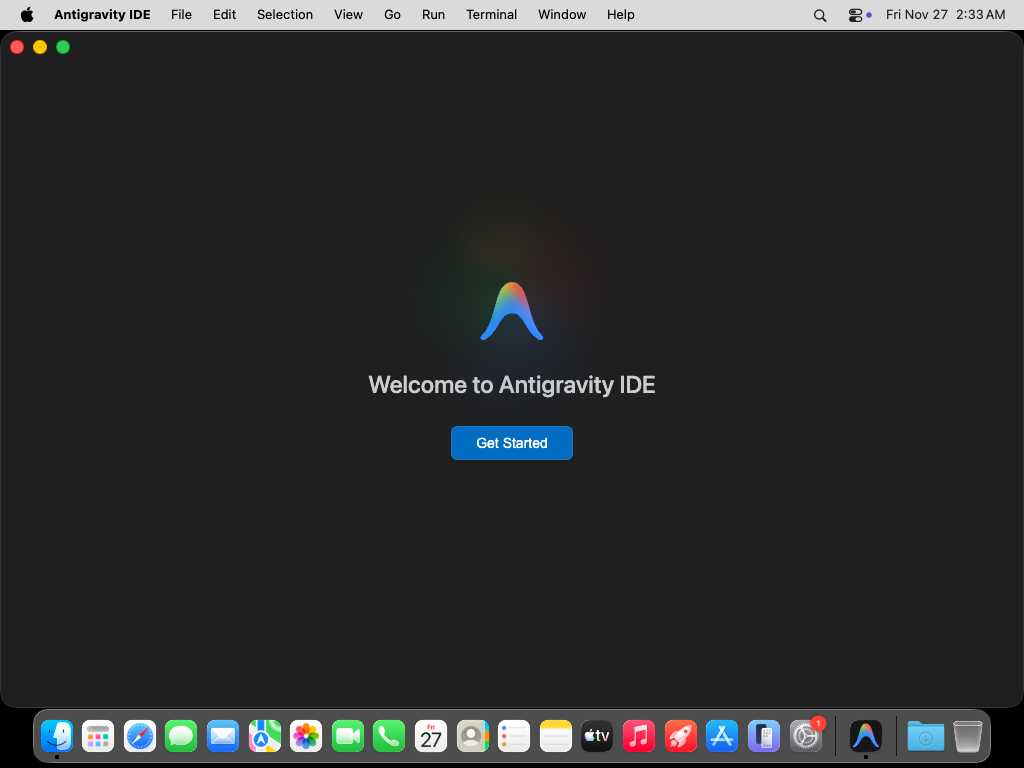 Antigravity IDE File Edit Selection View Go Run Terminal Window Help Fri Nov 27 2:33 AM
Welcome to Antigravity IDE
Get Started
Fri
27
tv
1